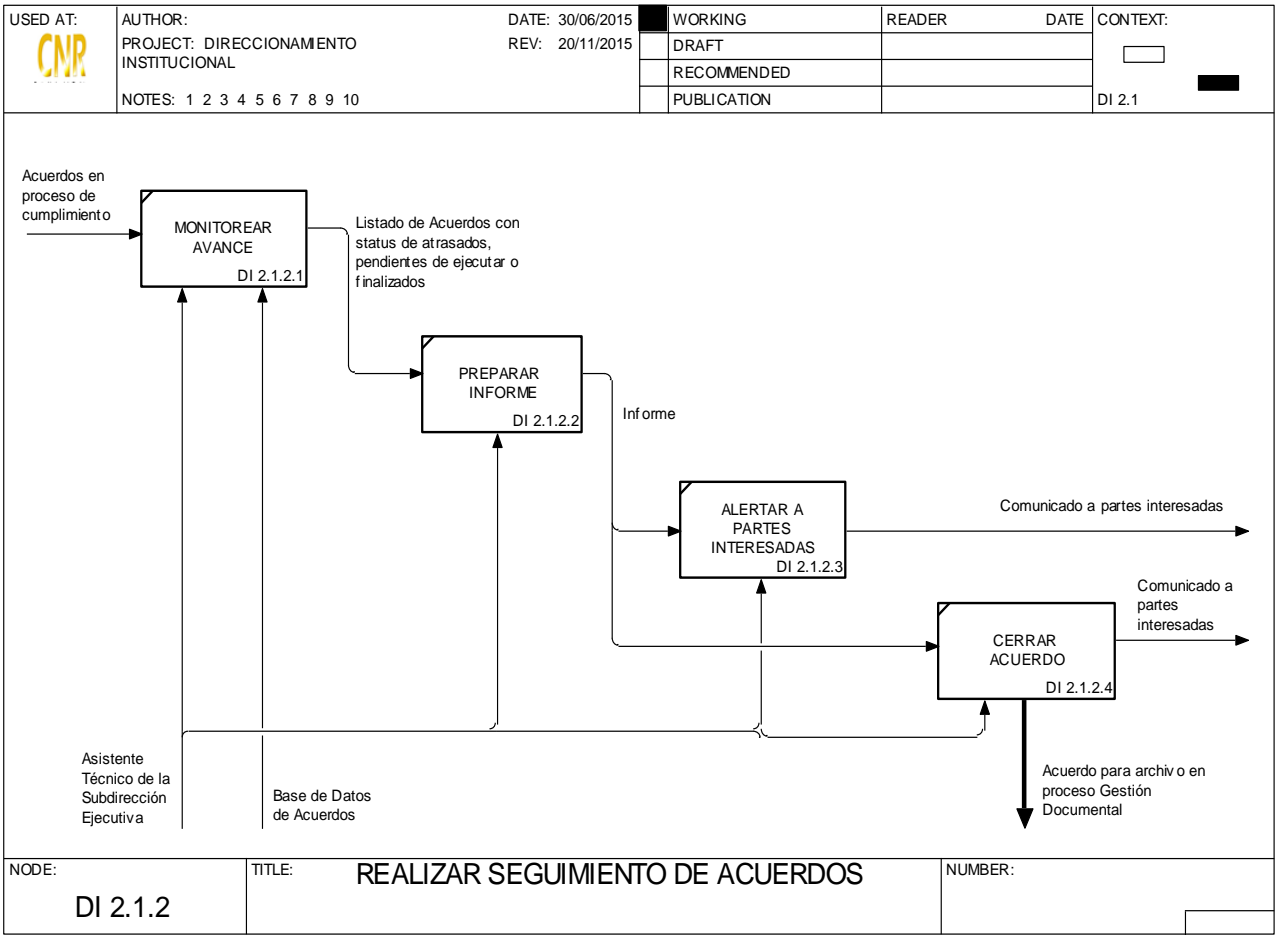 USED AT:
CNR
AUTHOR:
DATE: 30/06/2015
PROJECT: DIRECCIONAMIENTO
INSTITUCIONAL
REV: 20/11/2015
NOTES: 1 2 3 4 5 6 7 8 9 10
WORKING
DRAFT
RECOMMENDED
PUBLICATION
READER DATE
CONTEXT:
DI 2.1
Acuerdos en
proceso de
cumplimiento
MONITOREAR
AVANCE
DI 2.1.2.1
Listado de Acuerdos con
status de atrasados,
pendientes de ejecutar o
finalizados
PREPARAR
INFORME
DI 2.1.2.2
Informe
ALERTAR A
PARTES
INTERESADAS
DI 2.1.2.3
Comunicado a partes interesadas
CERRAR
ACUERDO
DI 2.1.2.4
Comunicado a
partes
interesadas
Asistente
Técnico de la
Subdirección
Ejecutiva
Base de Datos
de Acuerdos
Acuerdo para archivo en
proceso Gestión
Documental
NODE:
DI 2.1.2
TITLE:
REALIZAR SEGUIMIENTO DE ACUERDOS
NUMBER: